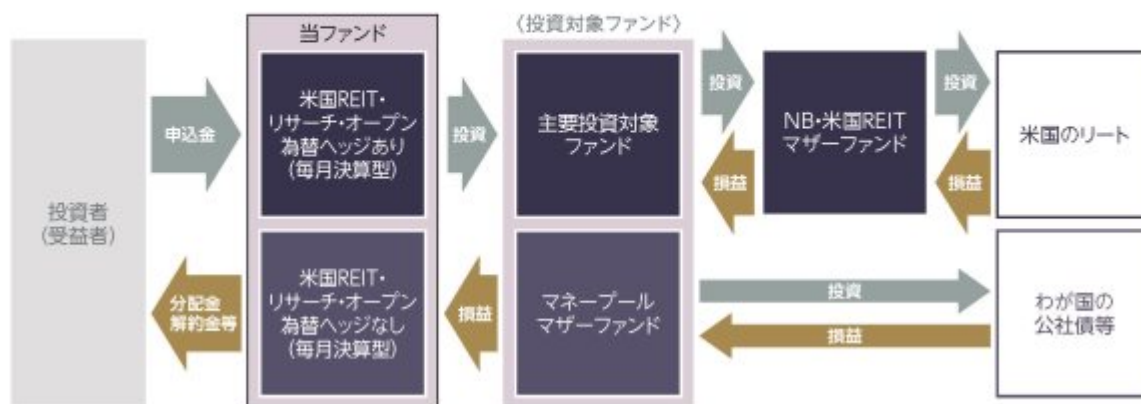 当ファンド
〈投資対象ファンド〉
投資者
(受益者)
申込金
米国REIT・
リサーチ・オープン
為替ヘッジあり
(毎月決算型)
投資
主要投資対象
ファンド
投資
損益
NB・米国REIT
マザーファンド
投資
損益
米国のリート
分配金
解約金等
米国REIT・
リサーチ・オープン
為替ヘッジなし
(毎月決算型)
損益
マネープール
マザーファンド
投資
損益
わが国の
公社債等